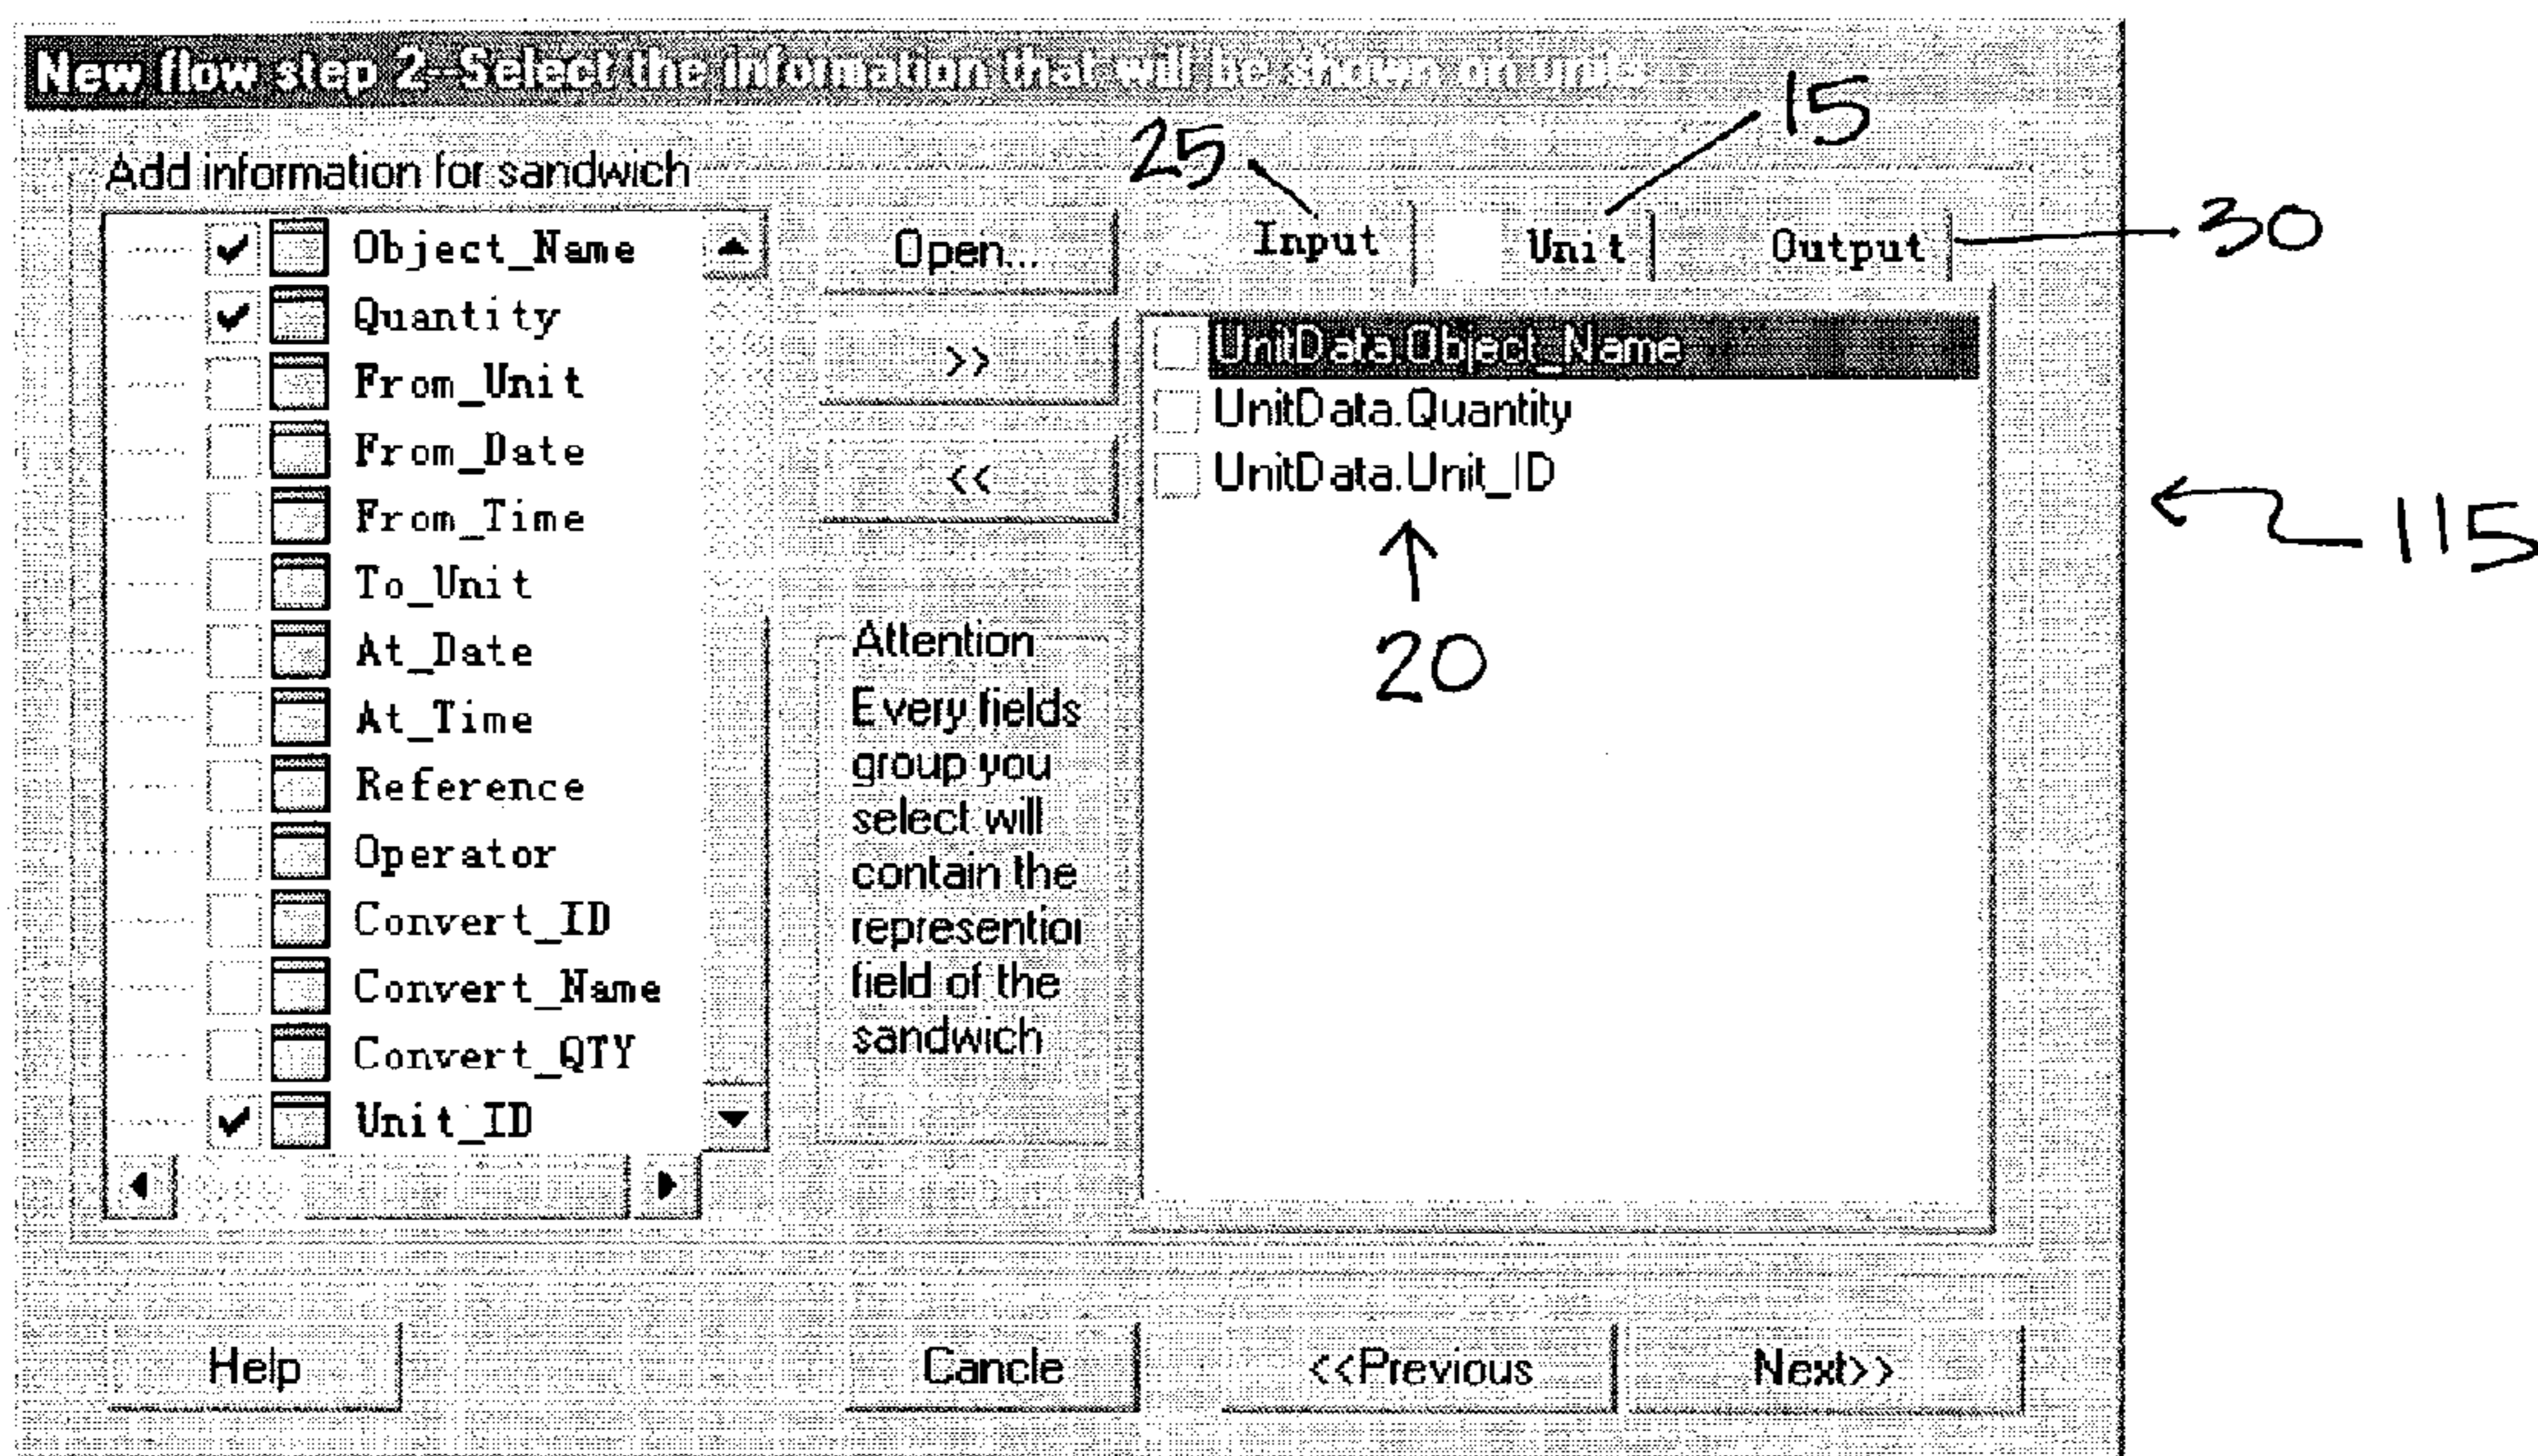 New flow step 2--Select the information that will be shown on units
Add information for sandwich
Object_Name
Quantity
From_Unit
From_Date
From_Time
To_Unit
At_Date
At_Time
Reference
Operator
Convert_ID
Convert_Name
Convert_QTY
Unit_ID
Open...
>>
<<
Attention
Every fields
group you
select will
contain the
representio
field of the
sandwich
25
15
30
Input
Unit
Output
UnitData.Object_Name
UnitData.Quantity
UnitData.Unit_ID
20
115
Help
Cancle
<<Previous
Next>>